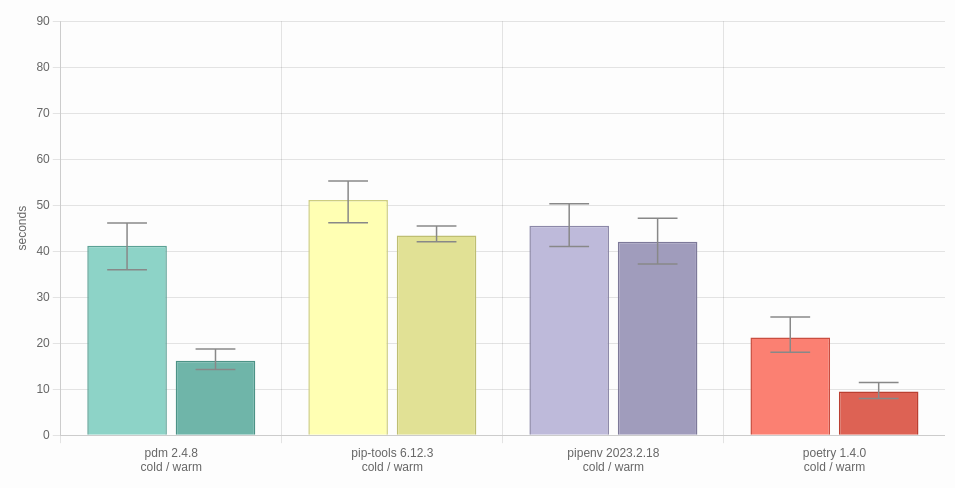 90
80
70
60
50
40
30
20
10
0
seconds
pdm 2.4.8
cold / warm
pip-tools 6.12.3
cold / warm
pipenv 2023.2.18
cold / warm
poetry 1.4.0
cold / warm